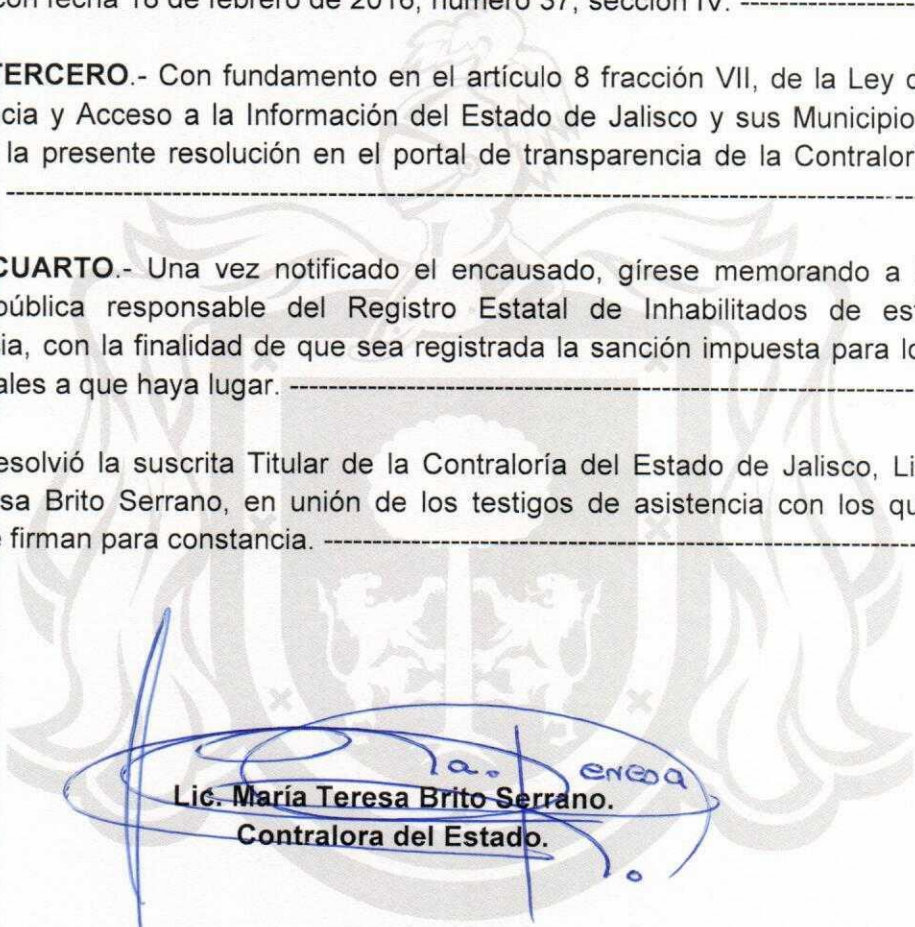 con fecha 18 de febrero de 2016, número 37, sección IV. --------------------
TERCERO.- Con fundamento en el artículo 8 fracción VII, de la Ley d
cia y Acceso a la Información del Estado de Jalisco y sus Municipio
la presente resolución en el portal de transparencia de la Contralor
--------------------------------------------------------------------------------
CUARTO.- Una vez notificado el encausado, gírese memorando a
pública responsable del Registro Estatal de Inhabilitados de es
ia, con la finalidad de que sea registrada la sanción impuesta para lo
ales a que haya lugar. ------------------------------------------------------------
esolvió la suscrita Titular de la Contraloría del Estado de Jalisco, Li
sa Brito Serrano, en unión de los testigos de asistencia con los qu
firman para constancia. ------------------------------------------------------------
Ma. Teresa
Lic. María Teresa Brito Serrano.
Contralora del Estado.